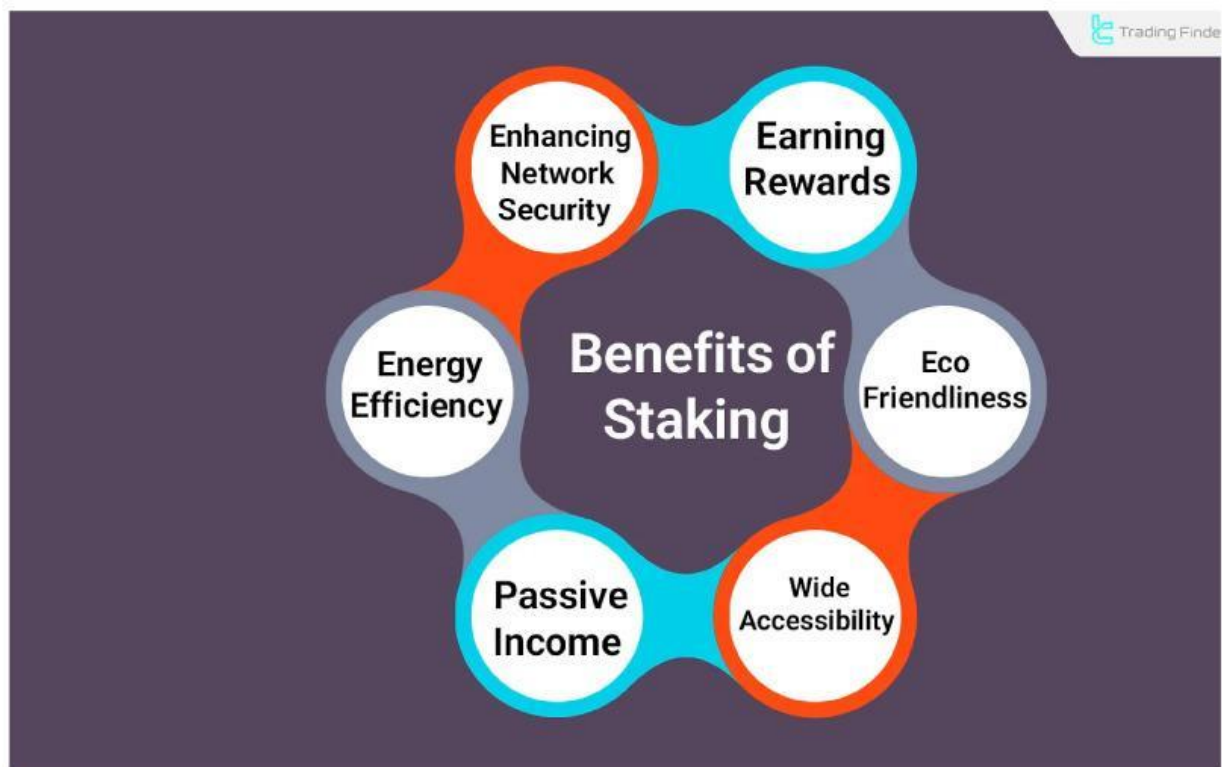 Trading Finde
Enhancing
Network
Security
Earning
Rewards
Energy
Efficiency
Benefits of
Staking
Eco
Friendliness
Passive
Income
Wide
Accessibility